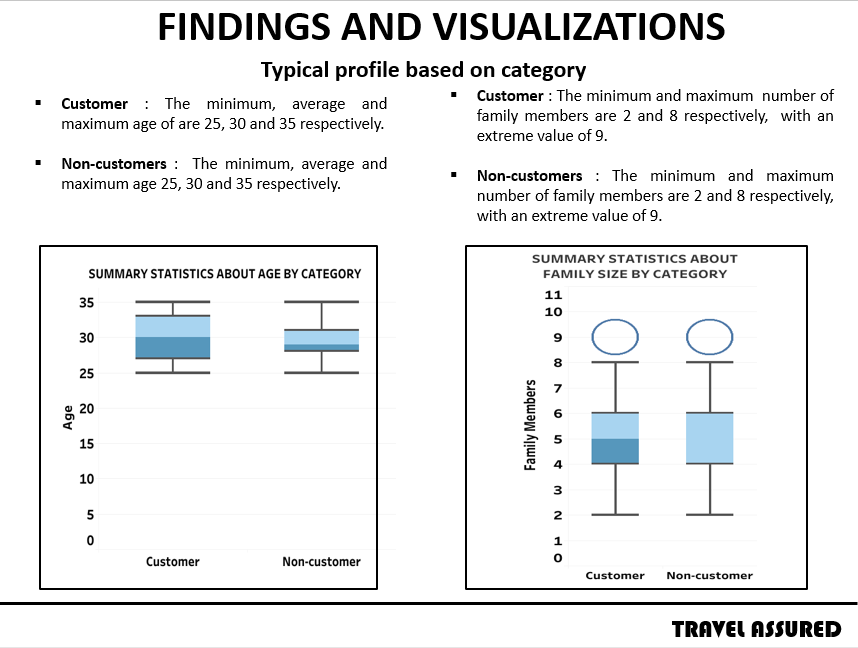 FINDINGS AND VISUALIZATIONS
Typical profile based on category
▪ Customer : The minimum, average and
maximum age of are 25, 30 and 35 respectively.
▪ Non-customers : The minimum, average and
maximum age 25, 30 and 35 respectively.
▪ Customer : The minimum and maximum number of
family members are 2 and 8 respectively, with an
extreme value of 9.
▪ Non-customers : The minimum and maximum
number of family members are 2 and 8 respectively,
with an extreme value of 9.
SUMMARY STATISTICS ABOUT AGE BY CATEGORY
35
30
25
20
15
10
5
0
Age
Customer Non-customer
SUMMARY STATISTICS ABOUT
FAMILY SIZE BY CATEGORY
11
10
9
8
7
6
5
4
3
2
1
0
Family Members
Customer Non-customer
TRAVEL ASSURED